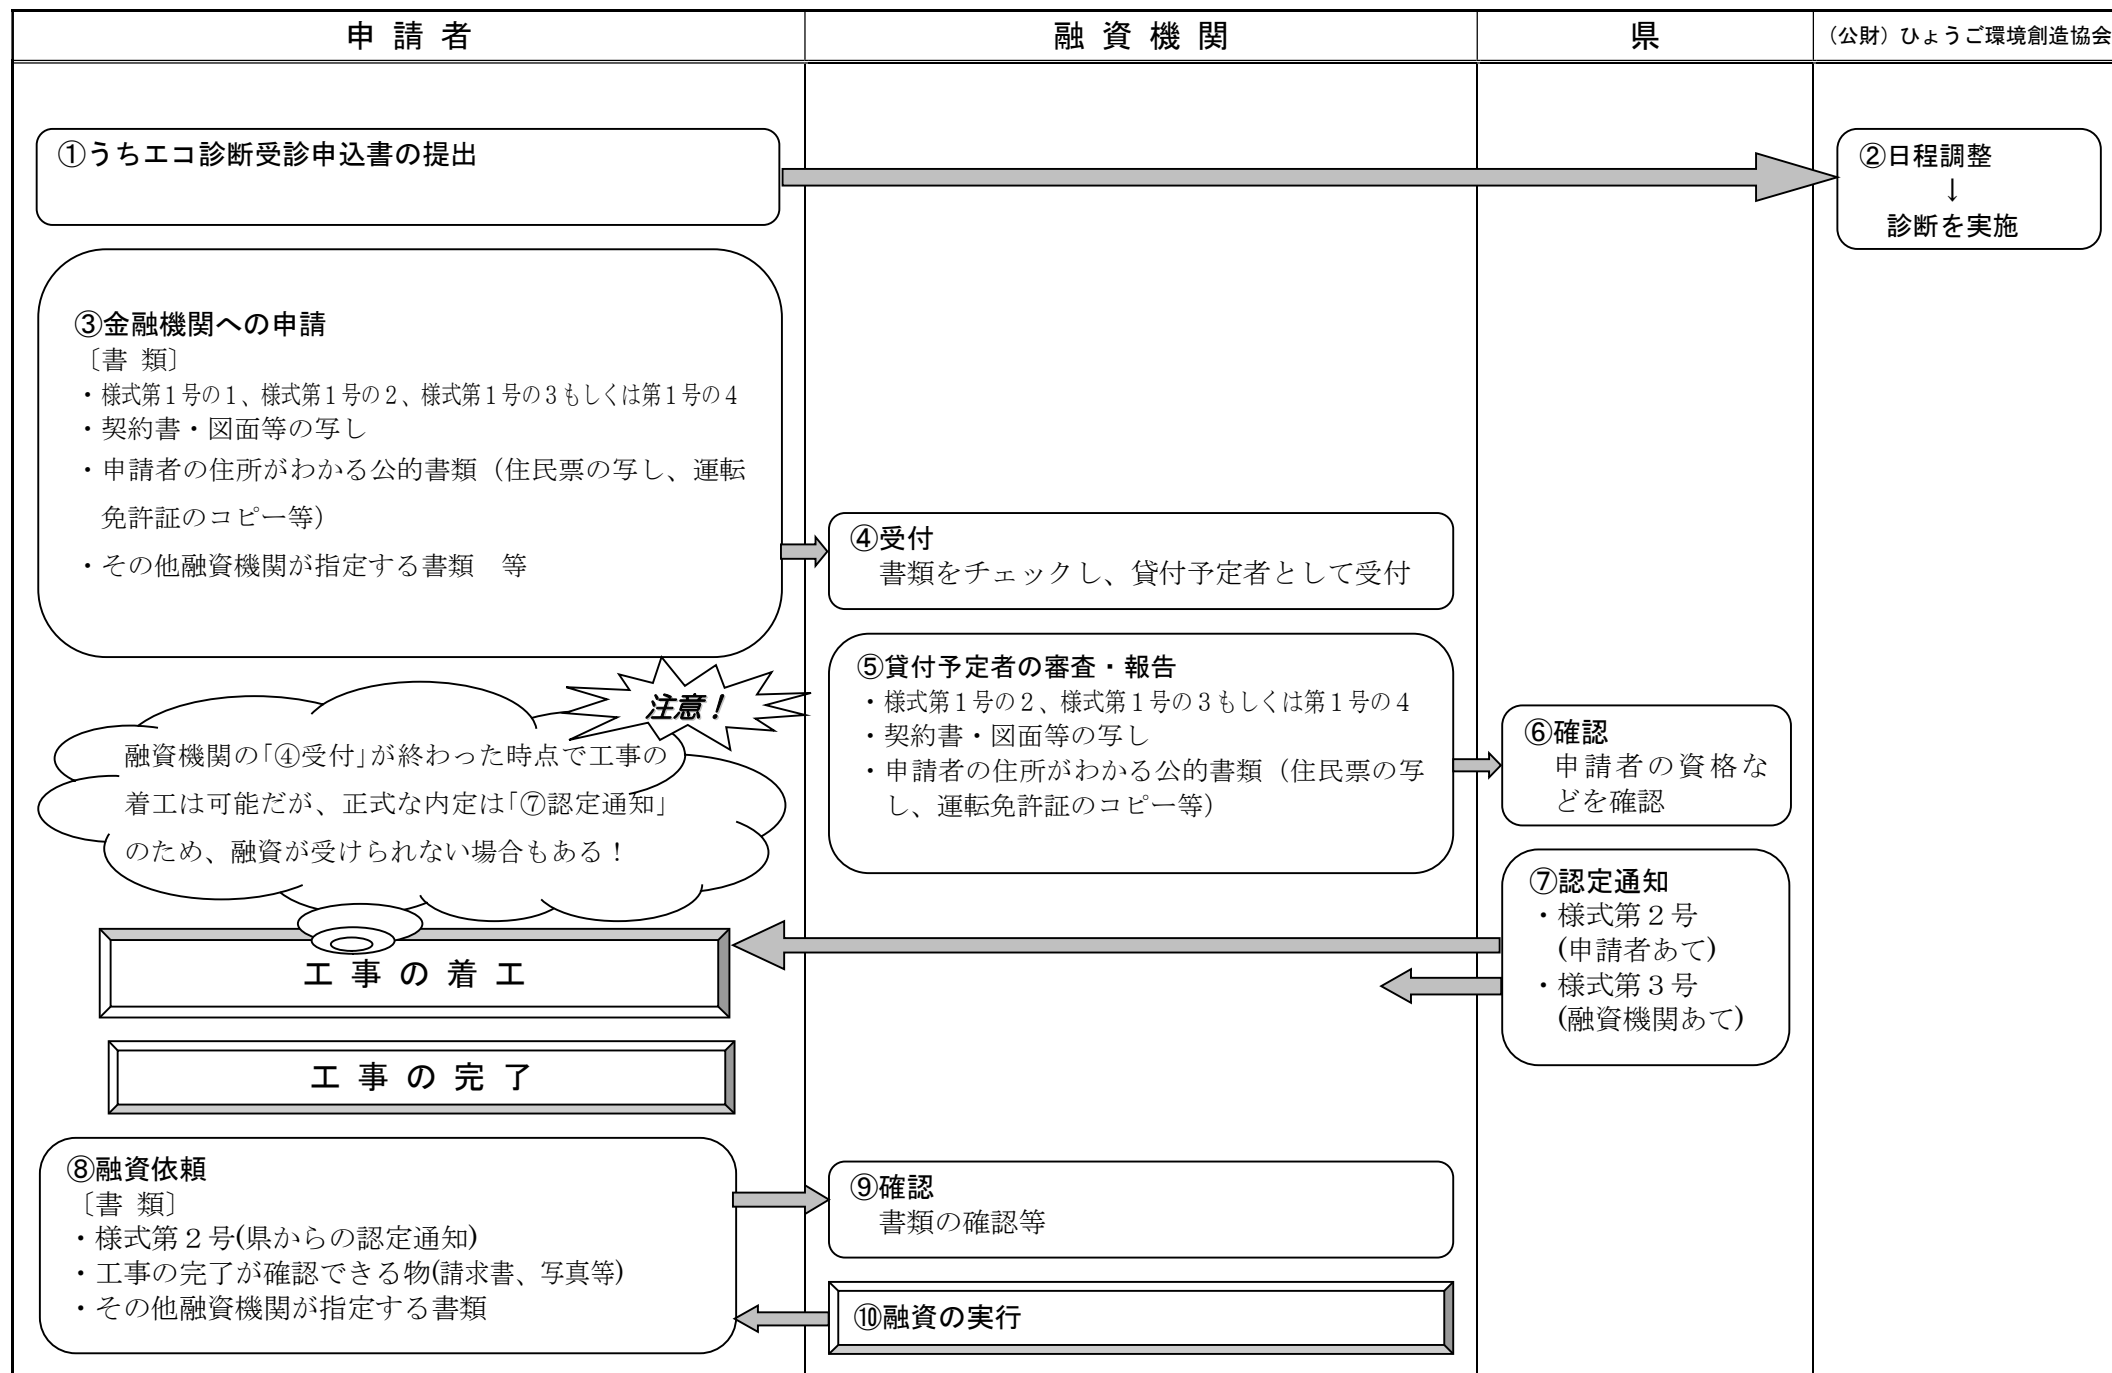 申請者
融資機関
県
（公財）ひょうご環境創造協会
①うちエコ診断受診申込書の提出
②日程調整
↓
診断を実施
③金融機関への申請
〔書 類〕
・様式第１号の１、様式第１号の２、様式第１号の３もしくは第１号の４
・契約書・図面等の写し
・申請者の住所がわかる公的書類（住民票の写し、運転
免許証のコピー等）
・その他融資機関が指定する書類　等
④受付
書類をチェックし、貸付予定者として受付
⑤貸付予定者の審査・報告
・様式第１号の２、様式第１号の３もしくは第１号の４
・契約書・図面等の写し
・申請者の住所がわかる公的書類（住民票の写
し、運転免許証のコピー等）
⑥確認
申請者の資格な
どを確認
注意！
融資機関の「④受付」が終わった時点で工事の
着工は可能だが、正式な内定は「⑦認定通知」
のため、融資が受けられない場合もある！
⑦認定通知
・様式第２号
(申請者あて)
・様式第３号
(融資機関あて)
工事の着工
工事の完了
⑧融資依頼
〔書 類〕
・様式第２号(県からの認定通知)
・工事の完了が確認できる物(請求書、写真等)
・その他融資機関が指定する書類
⑨確認
書類の確認等
⑩融資の実行